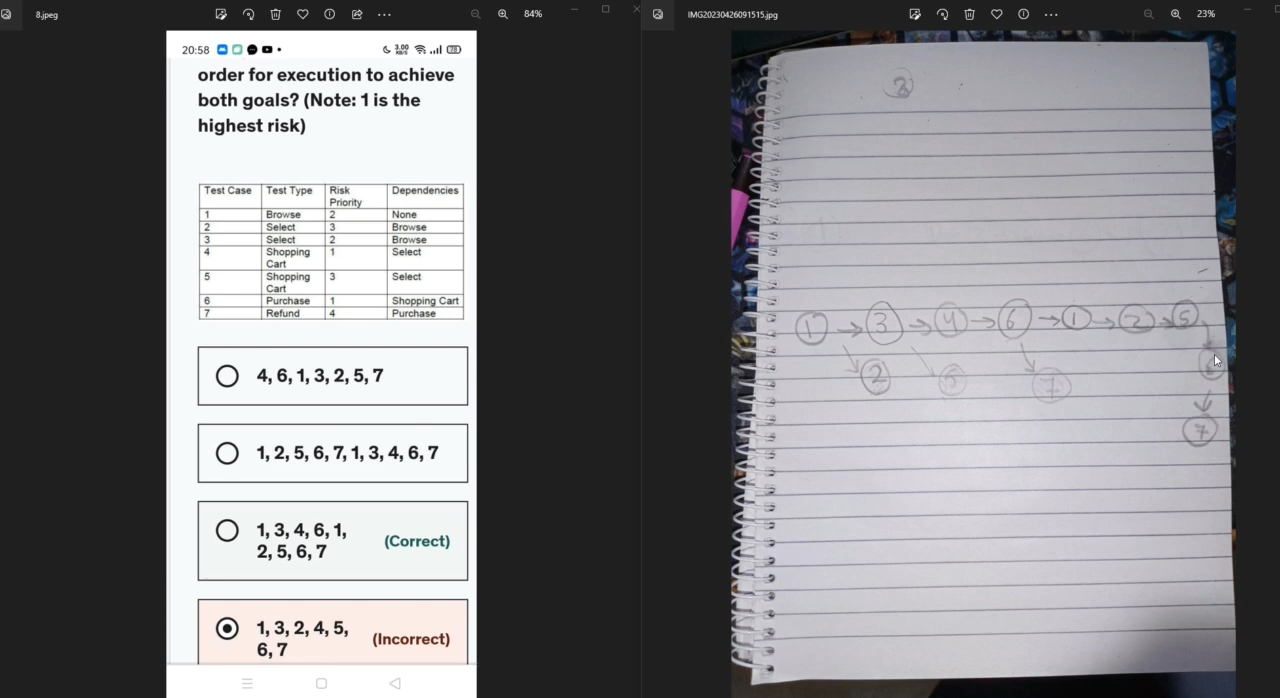 8.jpeg
84%
IMG20230426091515.jpg
23%
20:58
3.00
KB/S
78
order for execution to achieve
both goals? (Note: 1 is the
highest risk)
Test Case Test Type Risk Priority Dependencies
1 Browse 2 None
2 Select 3 Browse
3 Select 2 Browse
4 Shopping Cart 1 Select
5 Shopping Cart 3 Select
6 Purchase 1 Shopping Cart
7 Refund 4 Purchase
4, 6, 1, 3, 2, 5, 7
1, 2, 5, 6, 7, 1, 3, 4, 6, 7
1, 3, 4, 6, 1,
2, 5, 6, 7
(Correct)
1, 3, 2, 4, 5,
6, 7
(Incorrect)
1 → 3 → 4 → 6 → 1 → 2 → 5
2 5 7
7